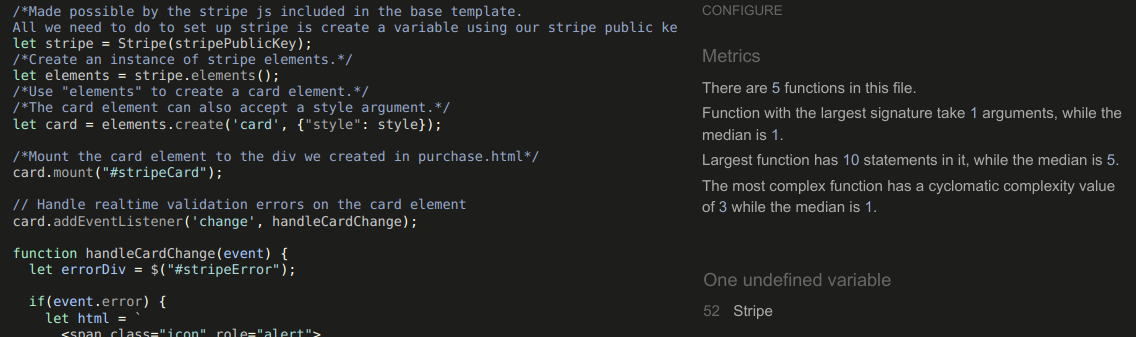 /*Made possible by the stripe js included in the base template.
All we need to do to set up stripe is create a variable using our stripe public ke
let stripe = Stripe(stripePublicKey);
/*Create an instance of stripe elements.*/
let elements = stripe.elements();
/*Use "elements" to create a card element.*/
/*The card element can also accept a style argument.*/
let card = elements.create('card', {"style": style});
/*Mount the card element to the div we created in purchase.html*/
card.mount("#stripeCard");
// Handle realtime validation errors on the card element
card.addEventListener('change', handleCardChange);
function handleCardChange(event) {
let errorDiv = $("#stripeError");
if(event.error) {
let html = `
<span class="icon" role="alert">
CONFIGURE
Metrics
There are 5 functions in this file.
Function with the largest signature take 1 arguments, while the
median is 1.
Largest function has 10 statements in it, while the median is 5.
The most complex function has a cyclomatic complexity value
of 3 while the median is 1.
One undefined variable
52 Stripe